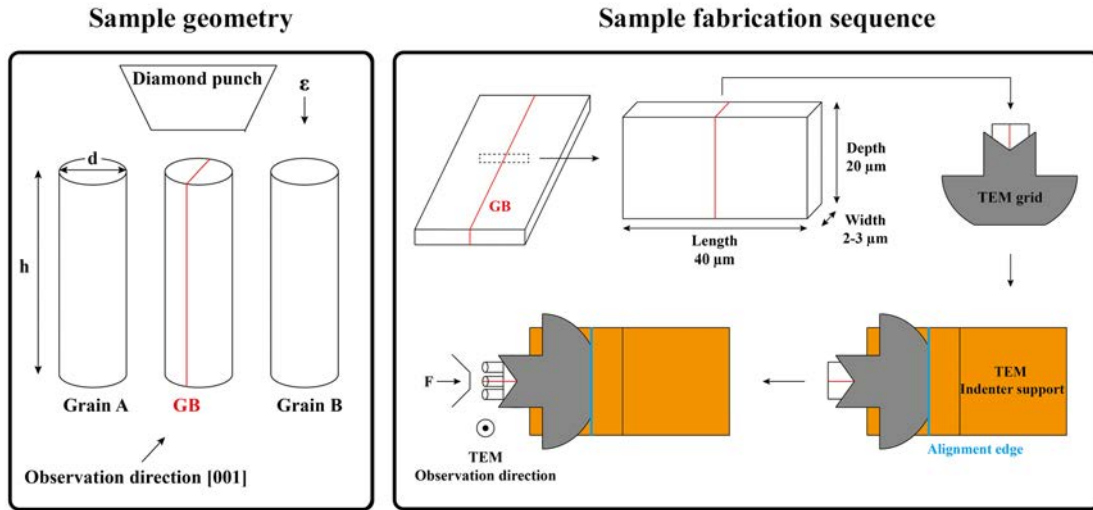 Sample geometry
Diamond punch
ε
d
h
Grain A
GB
Grain B
Observation direction [001]
Sample fabrication sequence
GB
Depth
20 μm
Width
2-3 μm
Length
40 μm
TEM grid
F
TEM
Observation direction
TEM
Indenter support
Alignment edge